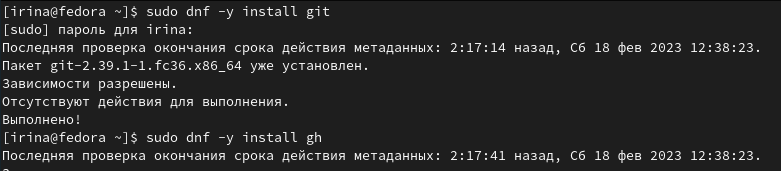 [irina@fedora ~]$ sudo dnf -y install git
[sudo] пароль для irina:
Последняя проверка окончания срока действия метаданных: 2:17:14 назад, Сб 18 фев 2023 12:38:23.
Пакет git-2.39.1-1.fc36.x86_64 уже установлен.
Зависимости разрешены.
Отсутствуют действия для выполнения.
Выполнено!
[irina@fedora ~]$ sudo dnf -y install gh
Последняя проверка окончания срока действия метаданных: 2:17:41 назад, Сб 18 фев 2023 12:38:23.